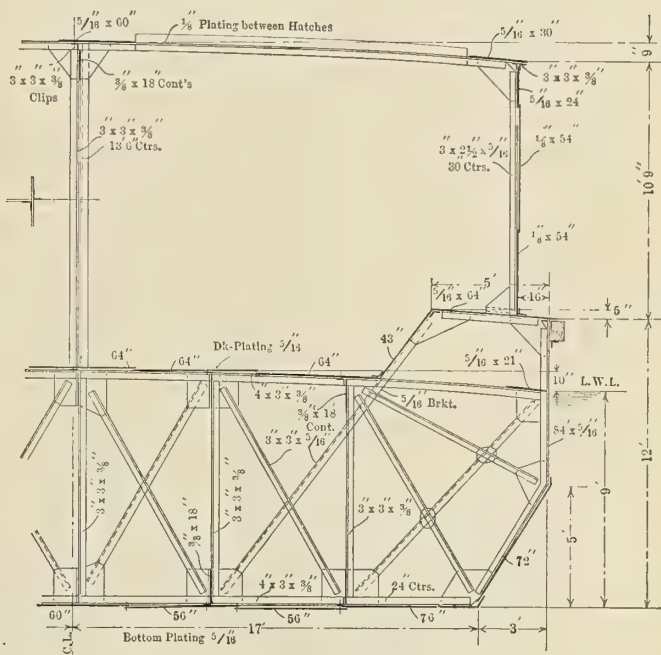 5/16" x 60"
1/8" Plating between Hatches
5/16" x 30"
9"
3" x 3" x 3/8"
Clips
3/8" x 18" Cont's
3" x 3" x 3/8"
5/16" x 24"
3" x 3" x 3/8"
13'6" Ctrs.
3" x 2 1/2" x 5/16"
30" Ctrs.
1/8" x 54"
10' 9"
1/8" x 54"
5'
5/16" x 64"
16"
5"
43"
Dk-Plating 5/16"
64"
64"
64"
5/16" x 21"
10"
L.W.L.
4" x 3" x 3/8"
3/8" x 18"
Cont.
5/16" Brkt.
3" x 3" x 5/16"
84" x 5/16"
12'
9'
3" x 3" x 3/8"
3/8" x 18"
3" x 3" x 3/8"
3" x 3" x 3/8"
5'
72"
4" x 3" x 3/8"
24" Ctrs.
60"
56"
56"
76"
C.L.
Bottom Plating 5/16"
17'
3'